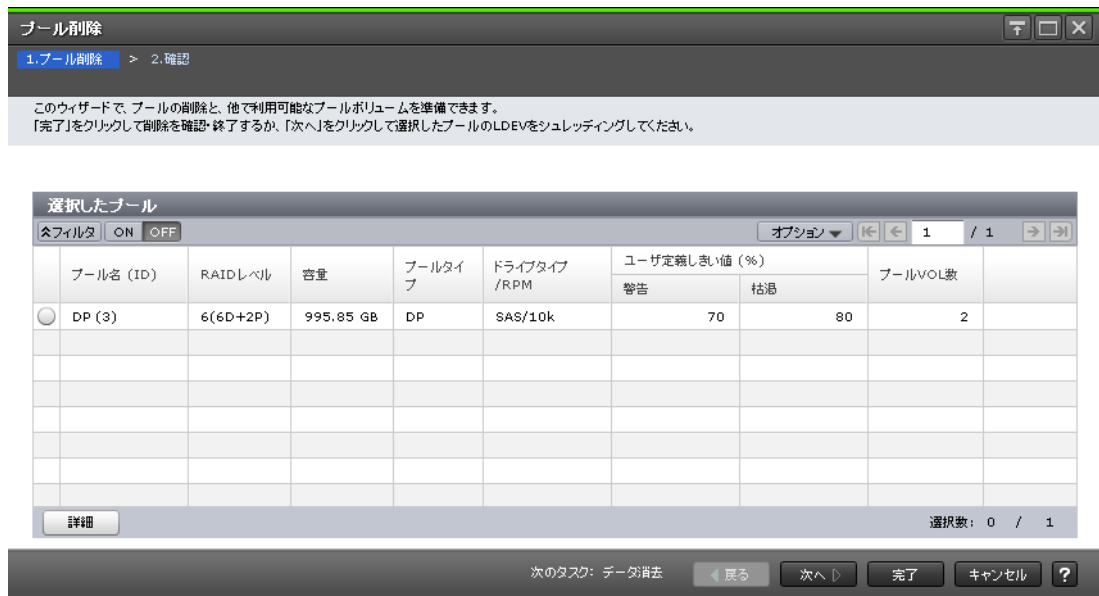 プール削除
1.プール削除 > 2.確認
このウィザードで、プールの削除と、他で利用可能なプールボリュームを準備できます。
「完了」をクリックして削除を確認・終了するか、「次へ」をクリックして選択したプールのLDEVをシュレッディングしてください。
選択したプール
フィルタ ON OFF オプション 1 / 1
プール名 (ID) RAIDレベル 容量 プールタイプ ドライブタイプ/RPM ユーザ定義しきい値 (%) プールVOL数
警告 枯渇
DP (3) 6(6D+2P) 995.85 GB DP SAS/10k 70 80 2
詳細 選択数: 0 / 1
次のタスク: データ消去 戻る 次へ 完了 キャンセル ?